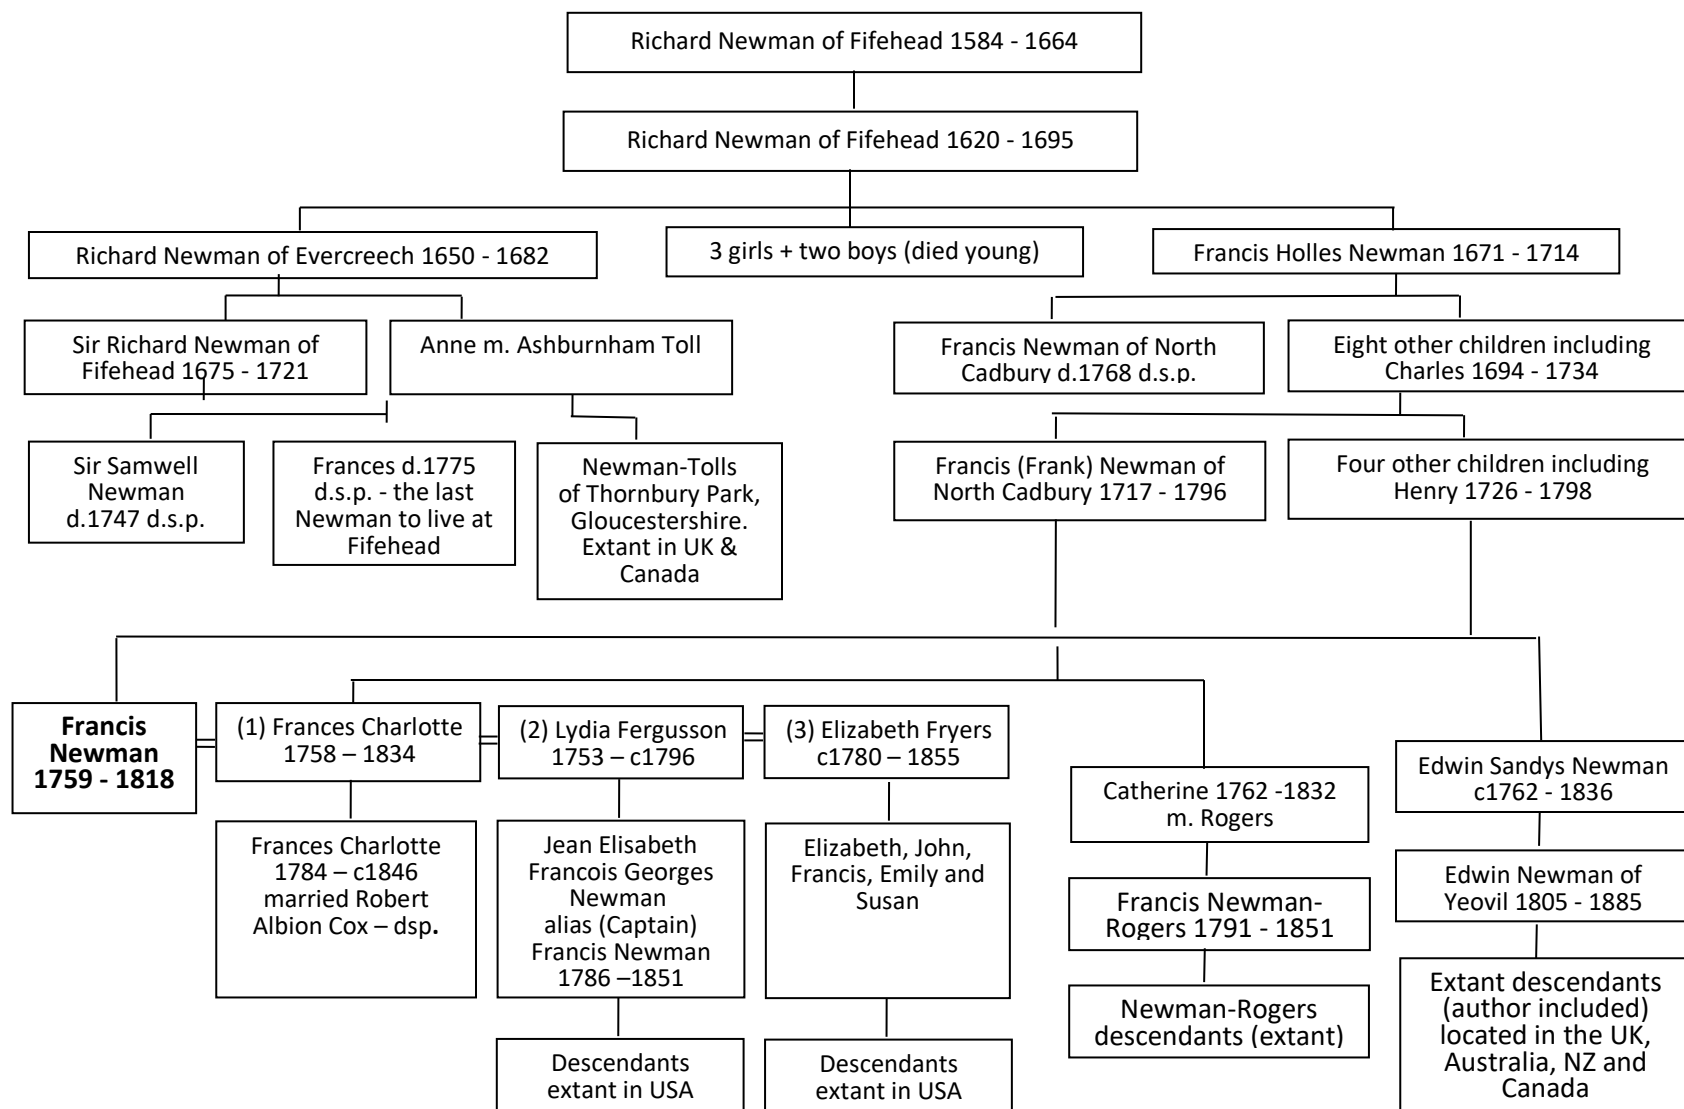 Richard Newman of Fifehead 1584 - 1664
Richard Newman of Fifehead 1620 - 1695
Richard Newman of Evercreech 1650 - 1682
3 girls + two boys (died young)
Francis Holles Newman 1671 - 1714
Sir Richard Newman of
Fifehead 1675 - 1721
Anne m. Ashburnham Toll
Francis Newman of North
Cadbury d.1768 d.s.p.
Eight other children including
Charles 1694 - 1734
Sir Samwell
Newman
d.1747 d.s.p.
Frances d.1775
d.s.p. - the last
Newman to live at
Fifehead
Newman-Tolls
of Thornbury Park,
Gloucestershire.
Extant in UK &
Canada
Francis (Frank) Newman of
North Cadbury 1717 - 1796
Four other children including
Henry 1726 - 1798
Francis
Newman
1759 - 1818
(1) Frances Charlotte
1758 – 1834
(2) Lydia Fergusson
1753 – c1796
(3) Elizabeth Fryers
c1780 – 1855
Catherine 1762 -1832
m. Rogers
Edwin Sandys Newman
c1762 - 1836
Frances Charlotte
1784 – c1846
married Robert
Albion Cox – dsp.
Jean Elisabeth
Francois Georges
Newman
alias (Captain)
Francis Newman
1786 –1851
Elizabeth, John,
Francis, Emily and
Susan
Francis Newman-
Rogers 1791 - 1851
Edwin Newman of
Yeovil 1805 - 1885
Newman-Rogers
descendants (extant)
Extant descendants
(author included)
located in the UK,
Australia, NZ and
Canada
Descendants
extant in USA
Descendants
extant in USA